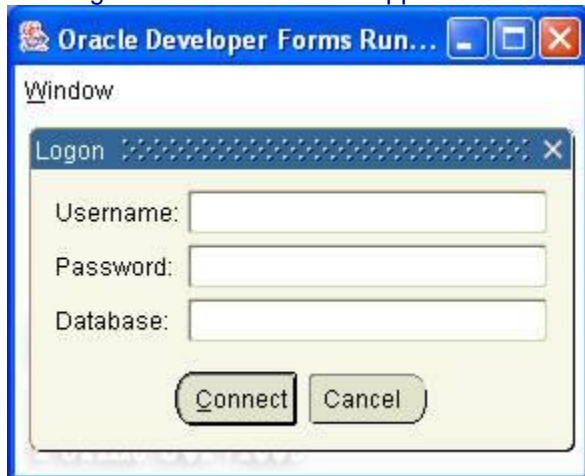 Oracle Developer Forms Run...
Window
Logon
Username:
Password:
Database:
Connect Cancel